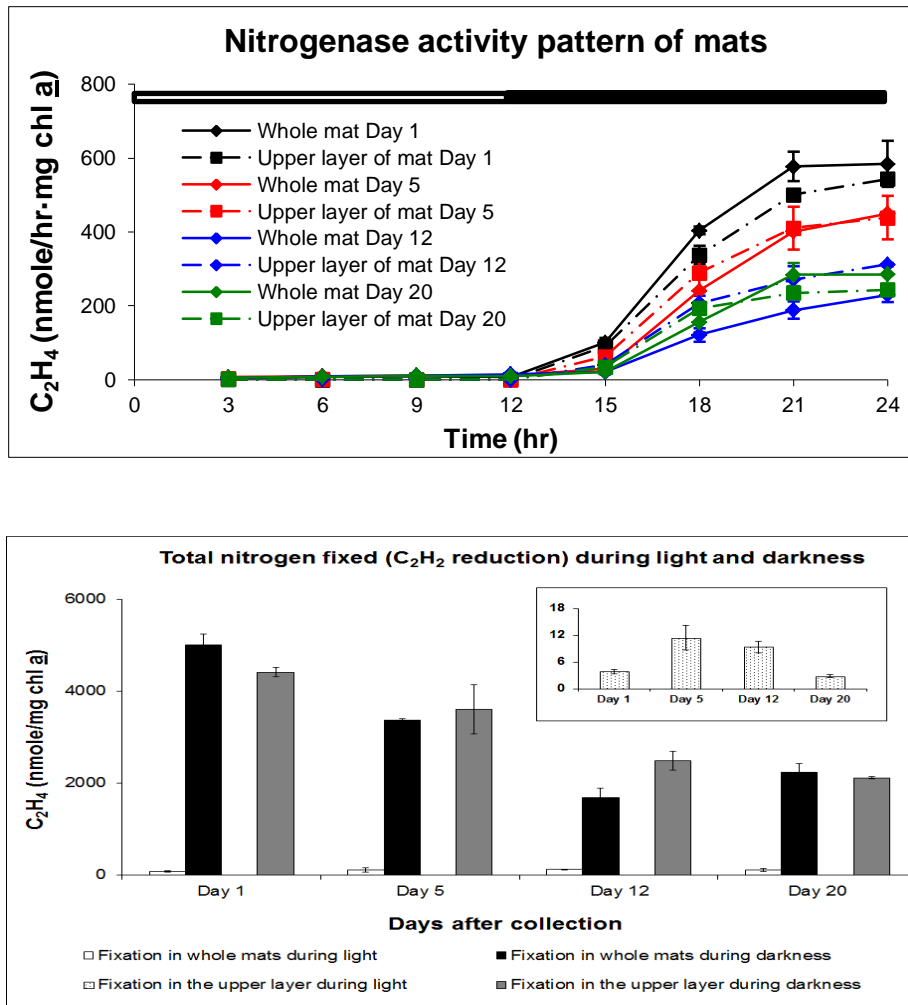 Nitrogenase activity pattern of mats
800
600
400
200
0
C₂H₄ (nmole/hr·mg chl a)
Whole mat Day 1
Upper layer of mat Day 1
Whole mat Day 5
Upper layer of mat Day 5
Whole mat Day 12
Upper layer of mat Day 12
Whole mat Day 20
Upper layer of mat Day 20
0 3 6 9 12 15 18 21 24
Time (hr)
Total nitrogen fixed (C₂H₂ reduction) during light and darkness
6000
4000
2000
0
C₂H₄ (nmole/mg chl a)
18
12
6
0
Day 1 Day 5 Day 12 Day 20
Day 1 Day 5 Day 12 Day 20
Days after collection
Fixation in whole mats during light Fixation in whole mats during darkness
Fixation in the upper layer during light Fixation in the upper layer during darkness